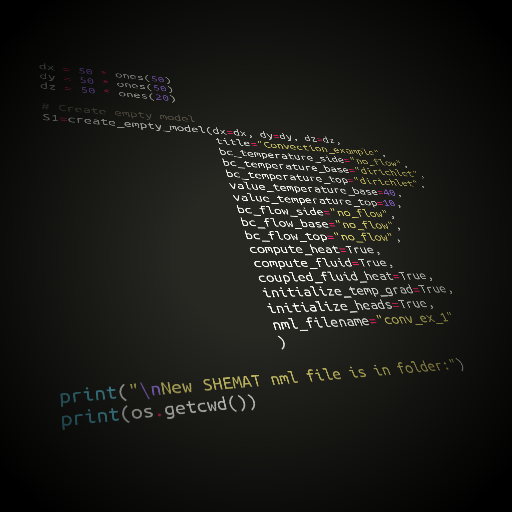 dx = 50 * ones(50)
dy = 50 * ones(50)
dz = 50 * ones(20)
# Create empty model
S1=create_empty_model(dx=dx, dy=dy, dz=dz,
title="Convection_example",
bc_temperature_side="no_flow",
bc_temperature_base="dirichlet",
bc_temperature_top="dirichlet",
value_temperature_base=40,
value_temperature_top=10,
bc_flow_side="no_flow",
bc_flow_base="no_flow",
bc_flow_top="no_flow",
compute_heat=True,
compute_fluid=True,
coupled_fluid_heat=True,
initialize_temp_grad=True,
initialize_heads=True,
nml_filename="conv_ex_1"
)
print("\nNew SHEMAT nml file is in folder:")
print(os.getcwd())